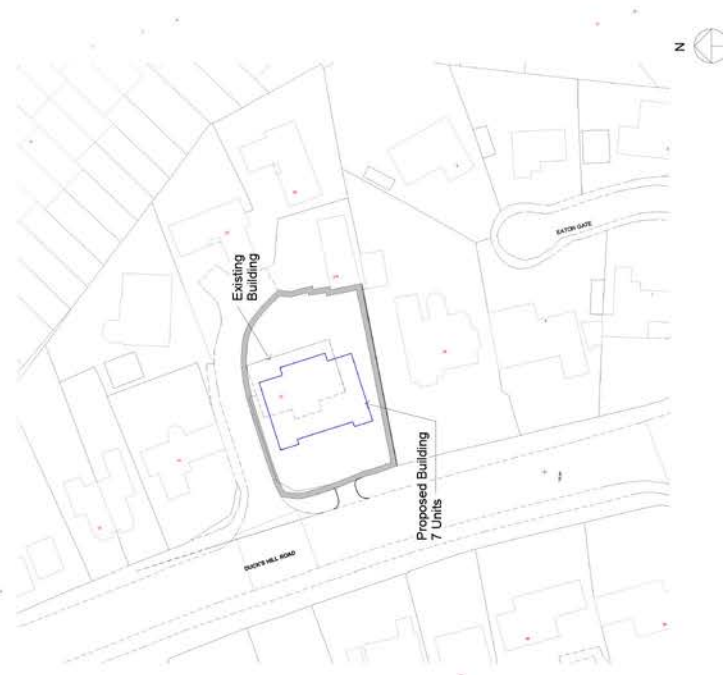 N
Existing
Building
EATON GATE
Proposed Building
7 Units
DUCK'S HILL ROAD